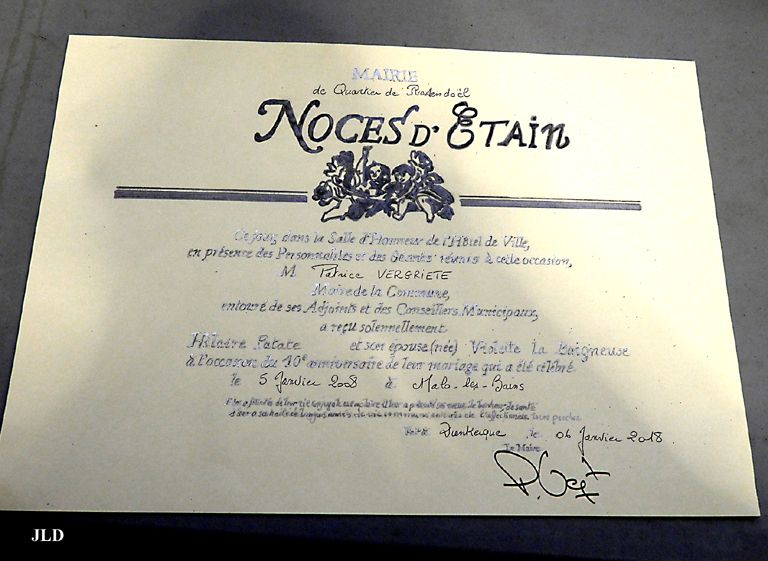 MAIRIE
de Quartier de Rosendaël
NOCES D'ETAIN
Ce jour dans la Salle d'Honneur de l'Hôtel de Ville,
en présence des Personnalités et des Géants réunis à cette occasion,
M Patrice VERGRIETE
Maire de la Commune,
entouré de ses Adjoints et des Conseillers Municipaux,
a reçu solennellement
Hilaire Patate et son épouse (née) Violette La Baigneuse
à l'occasion du 10e anniversaire de leur mariage qui a été célébré
le 5 Janvier 2008 à Malo-les-Bains
Dunkerque le 06 Janvier 2018
Le Maire
JLD